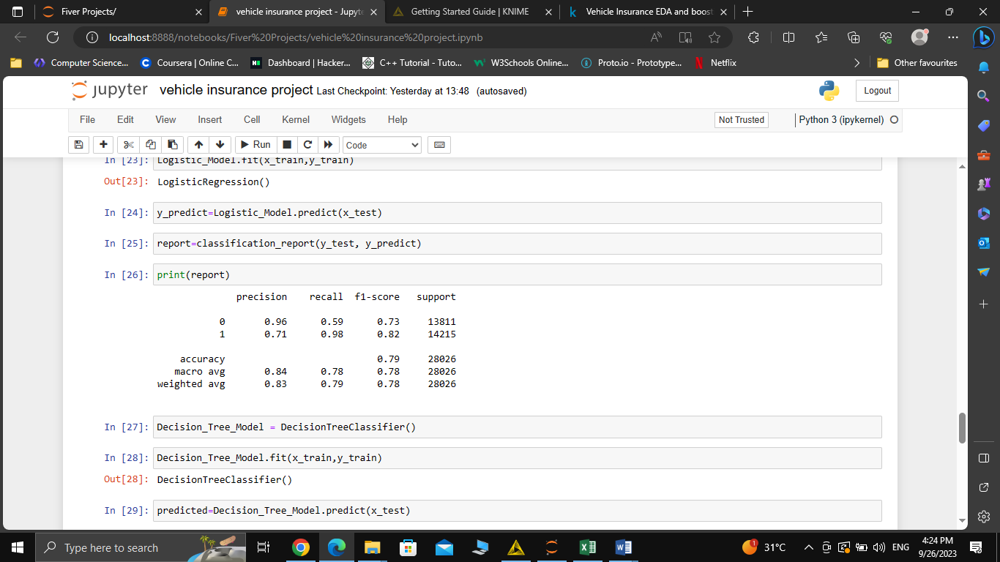 Fiver Projects/
vehicle insurance project - Jupyte
Getting Started Guide | KNIME
Vehicle Insurance EDA and boost
localhost:8888/notebooks/Fiver%20Projects/vehicle%20insurance%20project.ipynb
Computer Science...
Coursera | Online C...
Dashboard | Hacker...
C++ Tutorial - Tuto...
W3Schools Online...
Proto.io - Prototype...
Netflix
Other favourites
jupyter vehicle insurance project Last Checkpoint: Yesterday at 13:48 (autosaved)
Logout
File Edit View Insert Cell Kernel Widgets Help
Not Trusted
Python 3 (ipykernel)
Run
Code
In [23]: Logistic_Model.fit(x_train,y_train)
Out[23]: LogisticRegression()
In [24]: y_predict=Logistic_Model.predict(x_test)
In [25]: report=classification_report(y_test, y_predict)
In [26]: print(report)
precision recall f1-score support
0 0.96 0.59 0.73 13811
1 0.71 0.98 0.82 14215
accuracy 0.79 28026
macro avg 0.84 0.78 0.78 28026
weighted avg 0.83 0.79 0.78 28026
In [27]: Decision_Tree_Model = DecisionTreeClassifier()
In [28]: Decision_Tree_Model.fit(x_train,y_train)
Out[28]: DecisionTreeClassifier()
In [29]: predicted=Decision_Tree_Model.predict(x_test)
Type here to search
31°C
ENG
4:24 PM
9/26/2023